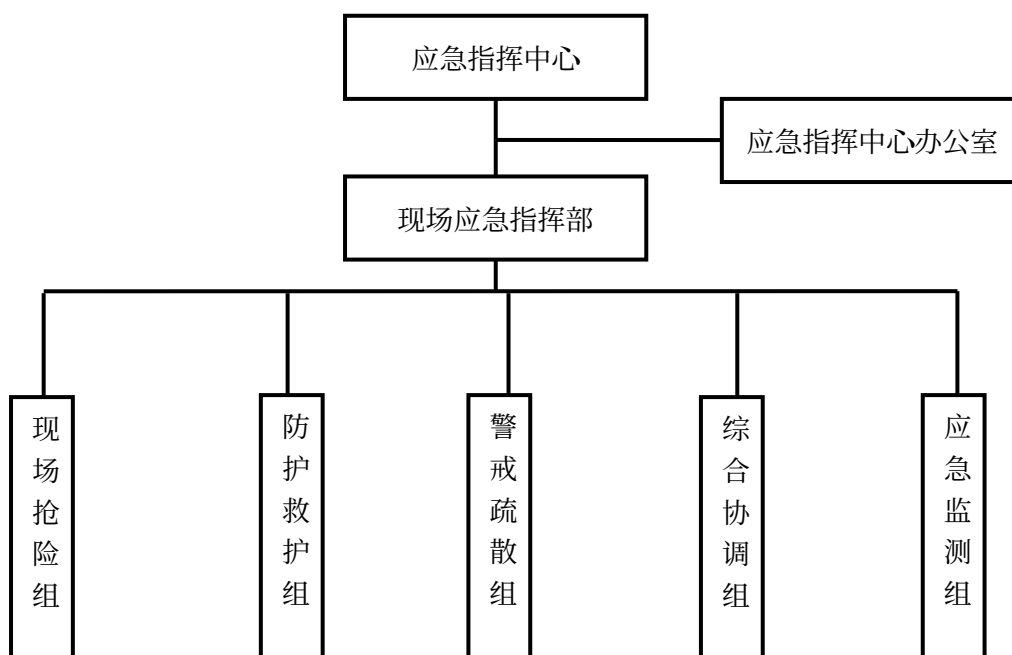 应急指挥中心
应急指挥中心办公室
现场应急指挥部
现场抢险组
防护救护组
警戒疏散组
综合协调组
应急监测组